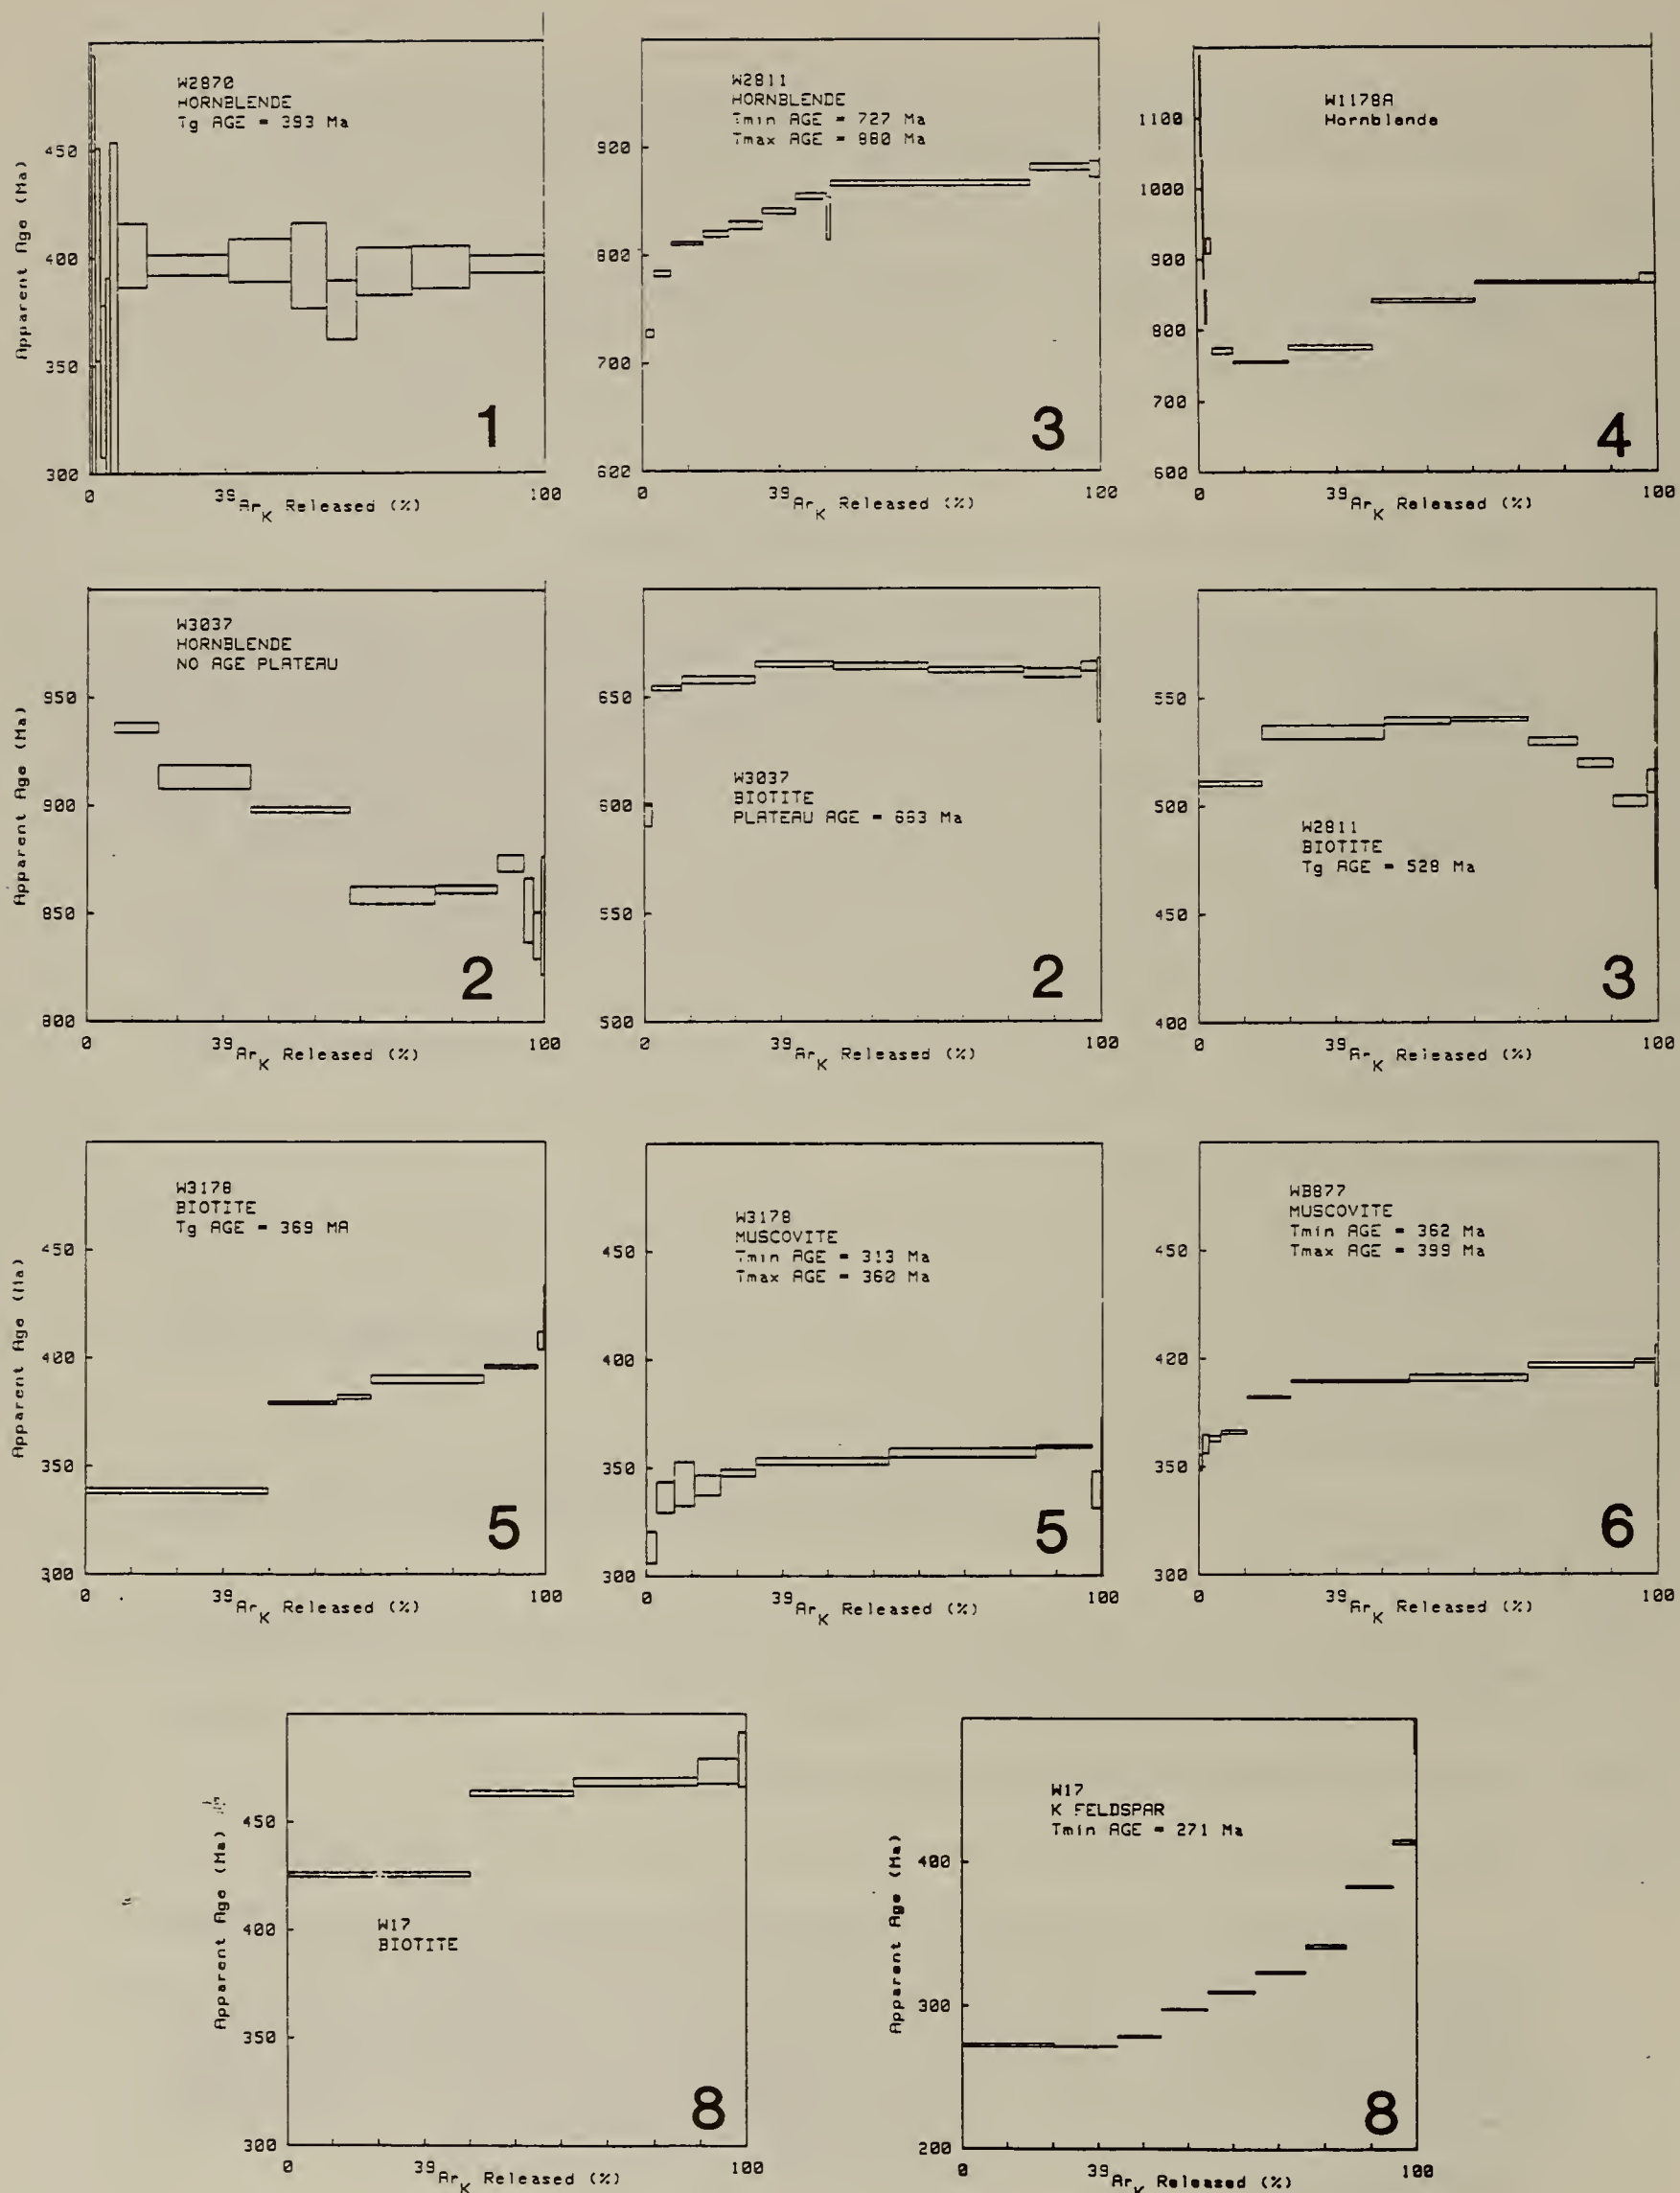 W2870
HORNBLENDE
Tg AGE = 393 Ma
Apparent Age (Ma)
450
400
350
300
0
100
39ArK Released (%)
1
W2811
HORNBLENDE
Tmin AGE = 727 Ma
Tmax AGE = 880 Ma
900
800
700
600
0
100
39ArK Released (%)
3
W1178A
Hornblende
1100
1000
900
800
700
600
0
100
39ArK Released (%)
4
W3037
HORNBLENDE
NO AGE PLATEAU
Apparent Age (Ma)
950
900
850
800
0
100
39ArK Released (%)
2
W3037
BIOTITE
PLATEAU AGE = 663 Ma
650
600
550
500
0
100
39ArK Released (%)
2
W2811
BIOTITE
Tg AGE = 528 Ma
550
500
450
400
0
100
39ArK Released (%)
3
W3178
BIOTITE
Tg AGE = 369 MA
Apparent Age (Ma)
450
400
350
300
0
100
39ArK Released (%)
5
W3178
MUSCOVITE
Tmin AGE = 313 Ma
Tmax AGE = 360 Ma
450
400
350
300
0
100
39ArK Released (%)
5
WB877
MUSCOVITE
Tmin AGE = 362 Ma
Tmax AGE = 399 Ma
450
400
350
300
0
100
39ArK Released (%)
6
W17
BIOTITE
Apparent Age (Ma)
450
400
350
300
0
100
39ArK Released (%)
8
W17
K FELDSPAR
Tmin AGE = 271 Ma
Apparent Age (Ma)
400
300
200
0
100
39ArK Released (%)
8